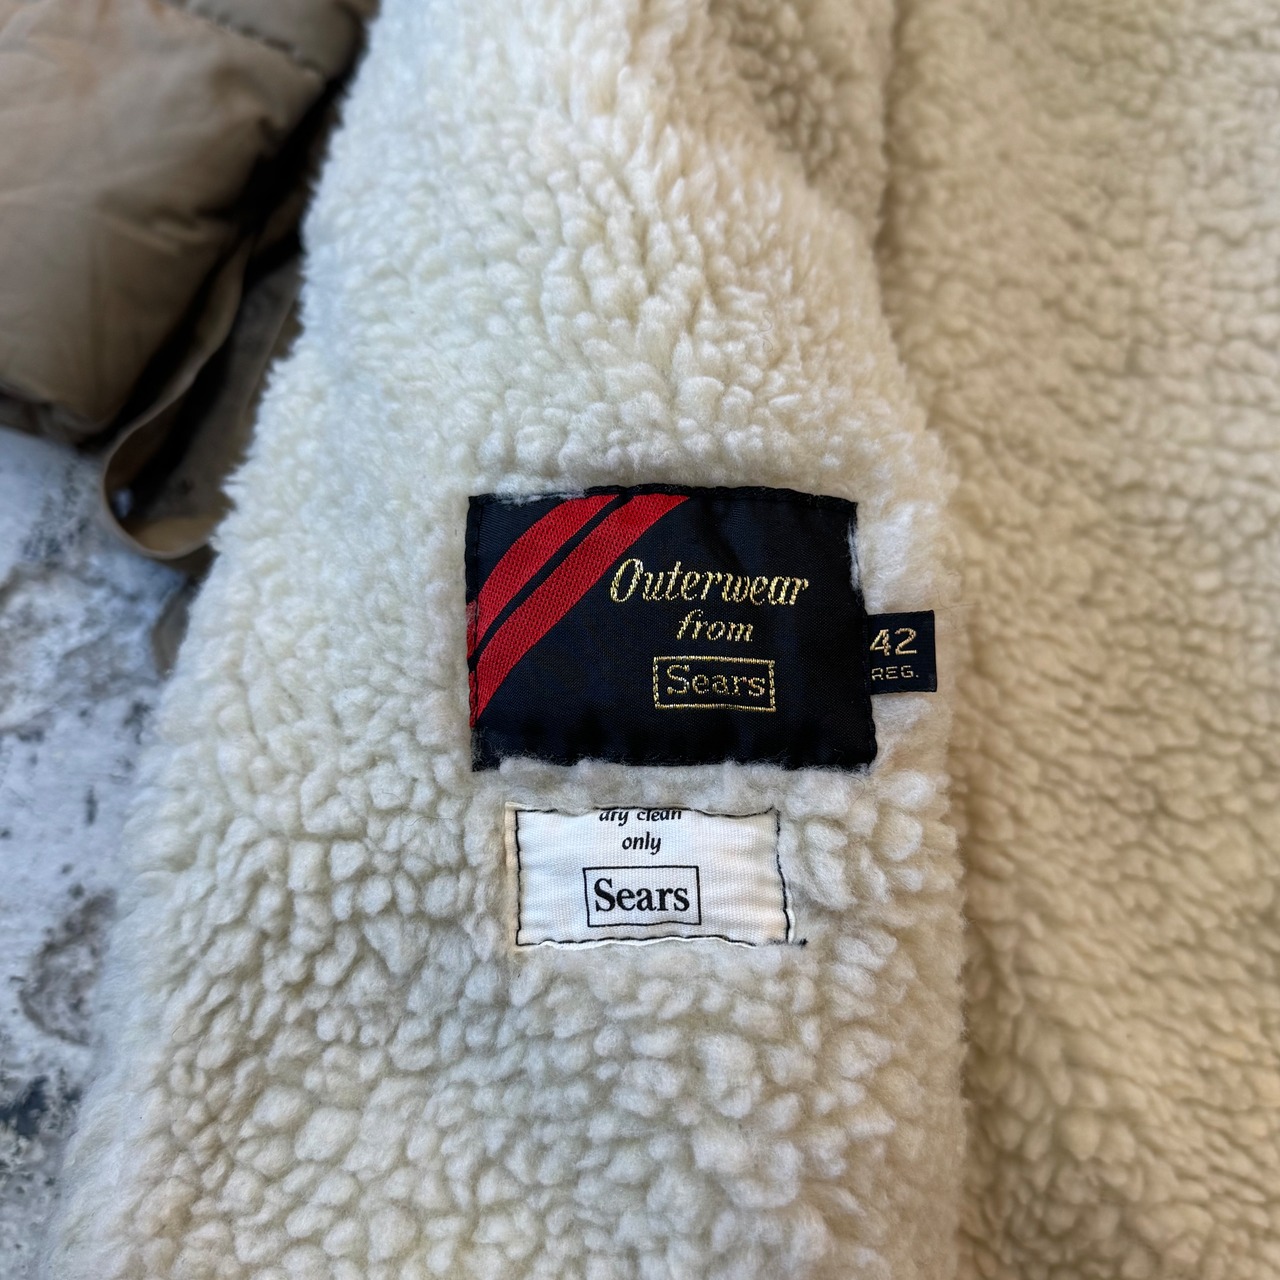 Outerwear
from
Sears
42
REG.
dry clean
only
Sears